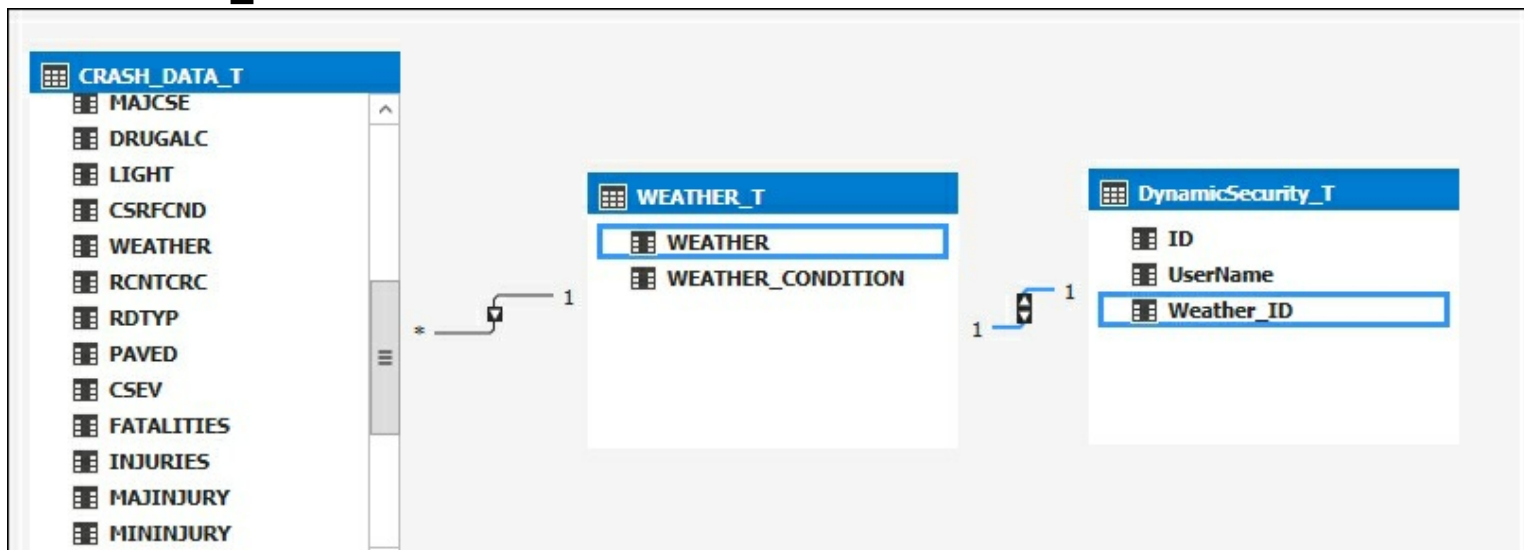 CRASH_DATA_T
MAJCSE
DRUGALC
LIGHT
CSRFCND
WEATHER
RCNTCRC
RDTYP
PAVED
CSEV
FATALITIES
INJURIES
MAJINJURY
MININJURY
* 1
WEATHER_T
WEATHER
WEATHER_CONDITION
1 1
DynamicSecurity_T
ID
UserName
Weather_ID